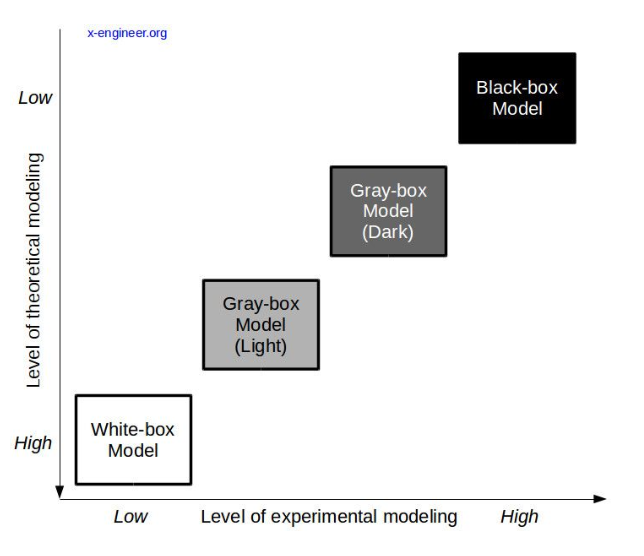 x-engineer.org
Low
Black-box
Model
Gray-box
Model
(Dark)
Level of theoretical modeling
Gray-box
Model
(Light)
White-box
Model
High
Low
Level of experimental modeling
High